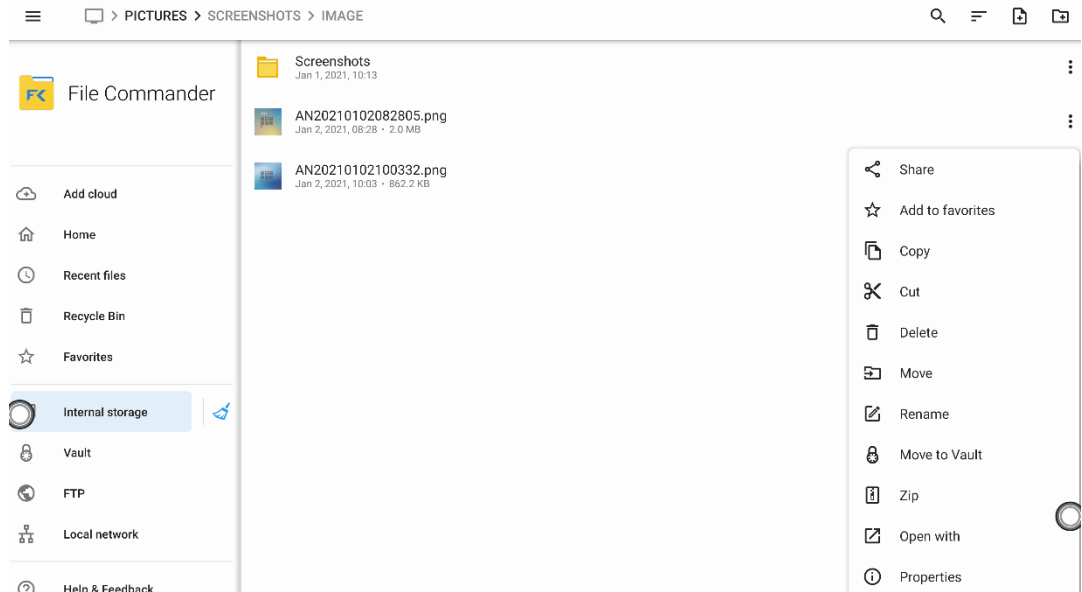 PICTURES > SCREENSHOTS > IMAGE
File Commander
Add cloud
Home
Recent files
Recycle Bin
Favorites
Internal storage
Vault
FTP
Local network
Help & Feedback
Screenshots
Jan 1, 2021, 10:13
AN20210102082805.png
Jan 2, 2021, 08:28 • 2.0 MB
AN20210102100332.png
Jan 2, 2021, 10:03 • 862.2 KB
Share
Add to favorites
Copy
Cut
Delete
Move
Rename
Move to Vault
Zip
Open with
Properties